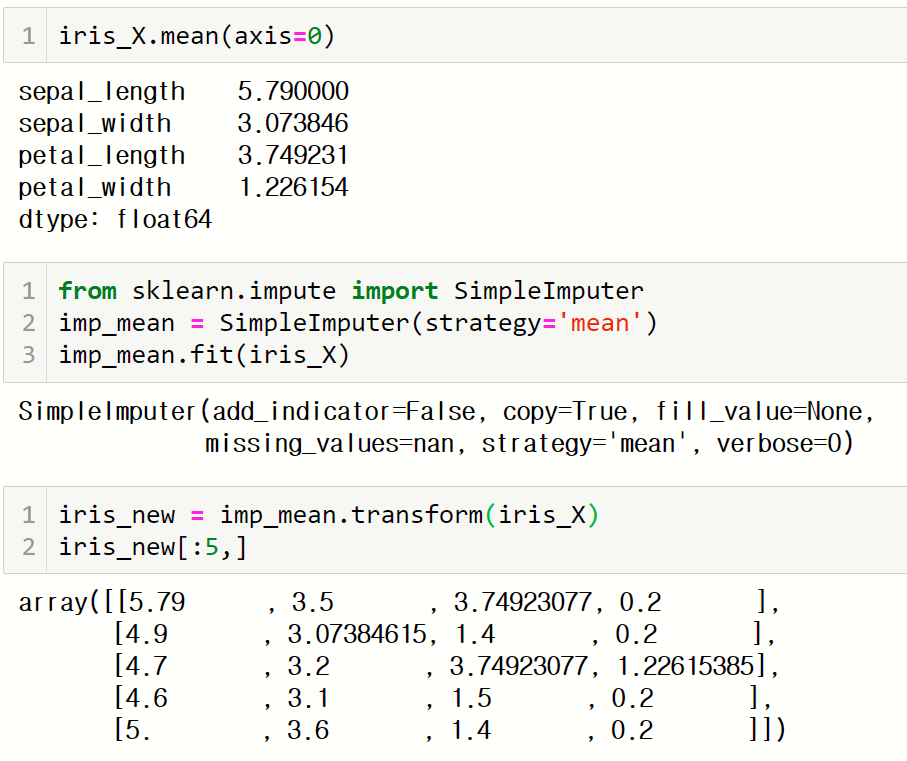 1 iris_X.mean(axis=0)
sepal_length 5.790000
sepal_width 3.073846
petal_length 3.749231
petal_width 1.226154
dtype: float64
1 from sklearn.impute import SimpleImputer
2 imp_mean = SimpleImputer(strategy='mean')
3 imp_mean.fit(iris_X)
SimpleImputer(add_indicator=False, copy=True, fill_value=None,
missing_values=nan, strategy='mean', verbose=0)
1 iris_new = imp_mean.transform(iris_X)
2 iris_new[:5,]
array([[5.79 , 3.5 , 3.74923077, 0.2 ],
[4.9 , 3.07384615, 1.4 , 0.2 ],
[4.7 , 3.2 , 3.74923077, 1.22615385],
[4.6 , 3.1 , 1.5 , 0.2 ],
[5. , 3.6 , 1.4 , 0.2 ]])